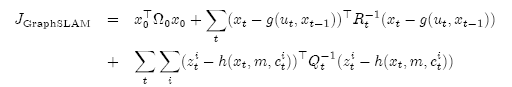 J_GraphSLAM = x_0^⊤ Ω_0 x_0 + ∑_t (x_t − g(u_t, x_{t−1}))^⊤ R_t^{−1} (x_t − g(u_t, x_{t−1}))
+ ∑_t ∑_i (z_t^i − h(x_t, m, c_t^i))^⊤ Q_t^{−1} (z_t^i − h(x_t, m, c_t^i))